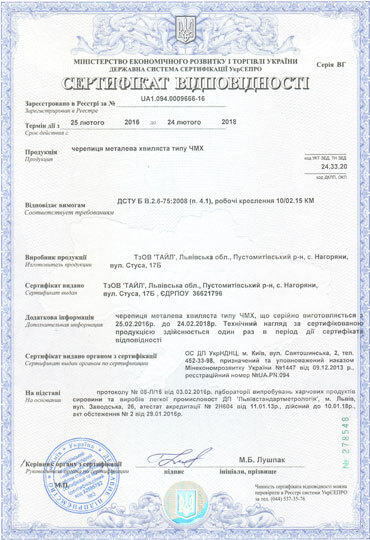 МІНІСТЕРСТВО ЕКОНОМІЧНОГО РОЗВИТКУ І ТОРГІВЛІ УКРАЇНИ
ДЕРЖАВНА СИСТЕМА СЕРТИФІКАЦІЇ УкрСЕПРО
Серія ВГ
СЕРТИФІКАТ ВІДПОВІДНОСТІ
Зареєстровано в Реєстрі за №
UA1.094.0009666-16
Зарегистрирован в Реестре
Термін дії з 25 лютого 2016 до 24 лютого 2018
Срок действия с
Продукція черепиця металева хвиляста типу ЧМХ
Продукция
код УКТ ЗЕД, ТН ЗЕД
24.33.20
код ДКПП, ОКП
Відповідає вимогам
ДСТУ Б В.2.6-75:2008 (п. 4.1), робочі креслення 10/02.15 КМ
Соответствует требованиям
Виробник продукції ТзОВ 'ТАЙЛ', Львівська обл., Пустомитівський р-н, с. Нагоряни,
Изготовитель продукции вул. Стуса, 17Б
Сертифікат видано ТзОВ 'ТАЙЛ', Львівська обл., Пустомитівський р-н, с. Нагоряни,
Сертификат выдан вул. Стуса, 17Б , ЄДРПОУ 36621796
Додаткова інформація черепиця металева хвиляста типу ЧМХ, що серійно виготовляється з
Дополнительная информация 25.02.2016р. до 24.02.2018р. Технічний нагляд за сертифікованою
продукцією здійснюється один раз в період дії сертифіката
відповідності
Сертифікат видано органом з сертифікації ОС ДП УкрНДНЦ, м. Київ, вул. Святошинська, 2, тел.
Сертификат выдан органом по сертификации 452-33-98, призначений та уповноважений наказом
Мінекономрозвитку України №1447 від 09.12.2013 р.,
реєстраційний номер №UA.PN.094
На підставі протоколу № 08-Л/16 від 03.02.2016р. лабораторії випробувань харчових продуктів
На основании сировини та виробів легкої промисловст ДП "Львівстандартметрологія", м. Львів,
вул. Заводська, 26, атестат акредитації № 2Н604 від 11.01.13р., дійсний до 10.01.18р.,
акт обстеження № 2 від 29.01.2016р.
№ 278548
Керівник органу з сертифікації
М.Б. Лушпак
Руководитель органа по сертификации
підпис
ініціали, прізвище
М.П.
Чинність сертифіката відповідності можна
перевірити в Реєстрі системи УкрСЕПРО
за тел. (044) 537-35-76